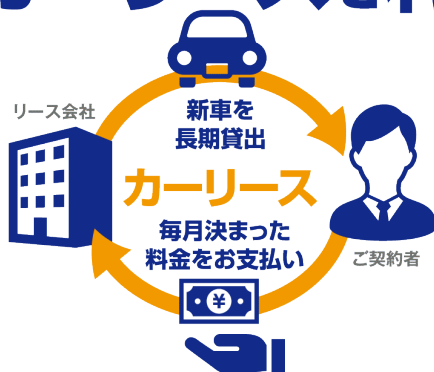 リース会社
新車を
長期貸出
カーリース
毎月決まった
料金をお支払い
ご契約者
¥